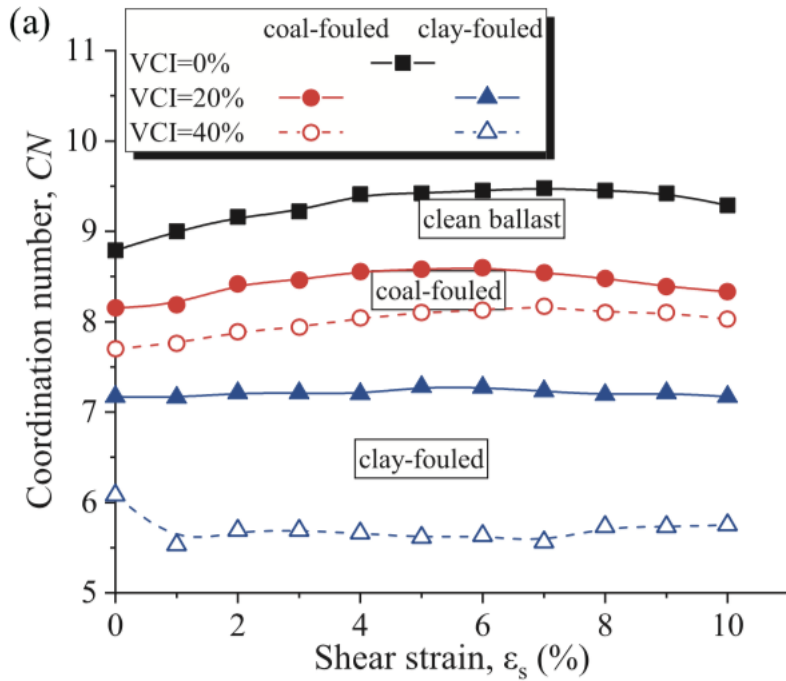 (a)
coal-fouled clay-fouled
VCI=0%
VCI=20%
VCI=40%
11
10
9
8
7
6
5
Coordination number, CN
clean ballast
coal-fouled
clay-fouled
0 2 4 6 8 10
Shear strain, εs (%)